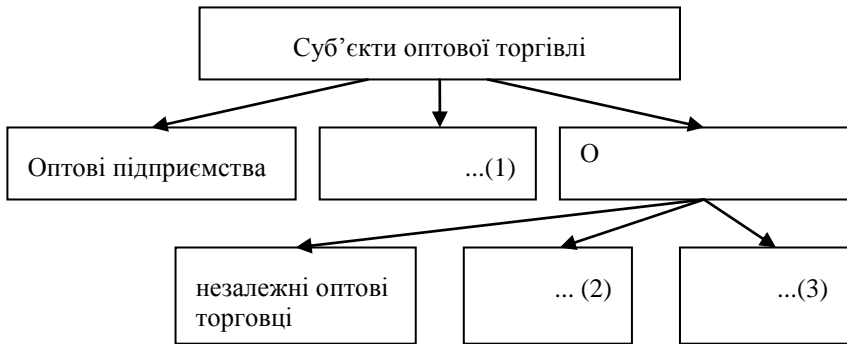 Суб’єкти оптової торгівлі
Оптові підприємства
...(1)
О
незалежні оптові
торговці
... (2)
...(3)